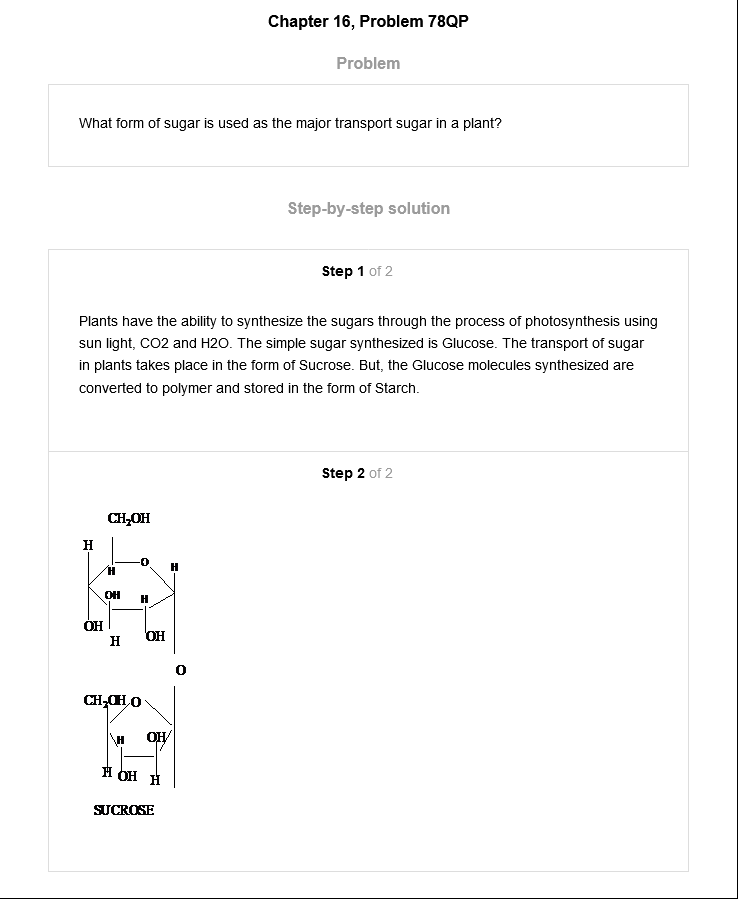 Chapter 16, Problem 78QP
Problem
What form of sugar is used as the major transport sugar in a plant?
Step-by-step solution
Step 1 of 2
Plants have the ability to synthesize the sugars through the process of photosynthesis using
sun light, CO2 and H2O. The simple sugar synthesized is Glucose. The transport of sugar
in plants takes place in the form of Sucrose. But, the Glucose molecules synthesized are
converted to polymer and stored in the form of Starch.
Step 2 of 2
CH₂OH
H
O
H H
OH H
OH
H OH
O
CH₂OH O
H OH
H OH H
SUCROSE